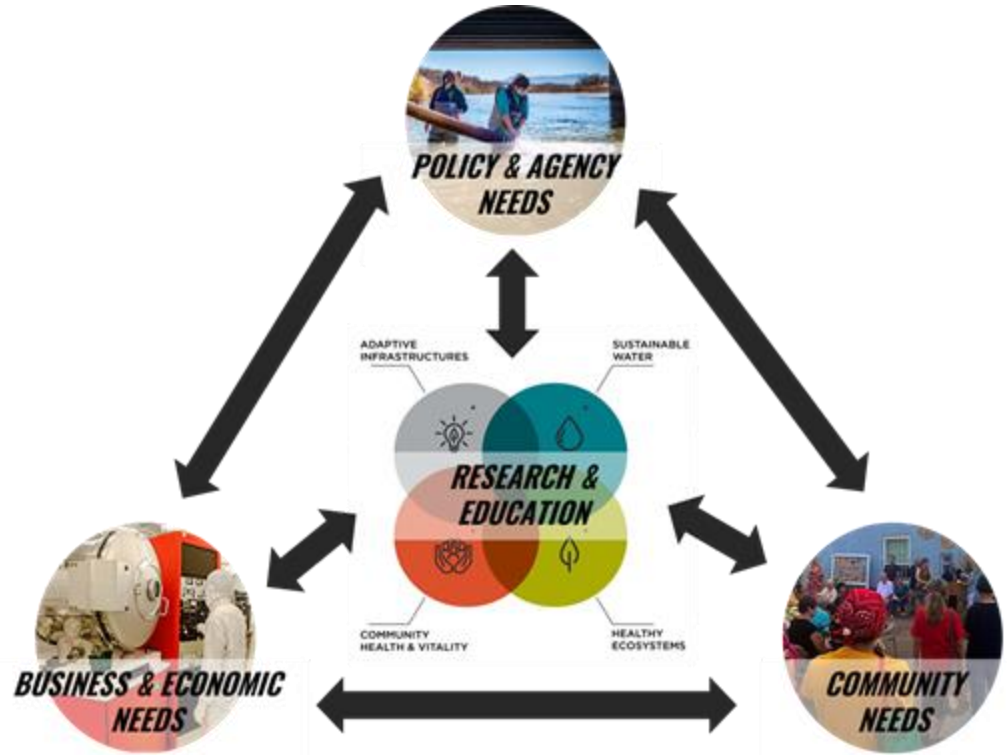 POLICY & AGENCY
NEEDS
ADAPTIVE
INFRASTRUCTURES
SUSTAINABLE
WATER
RESEARCH &
EDUCATION
COMMUNITY
HEALTH & VITALITY
HEALTHY
ECOSYSTEMS
BUSINESS & ECONOMIC
NEEDS
COMMUNITY
NEEDS